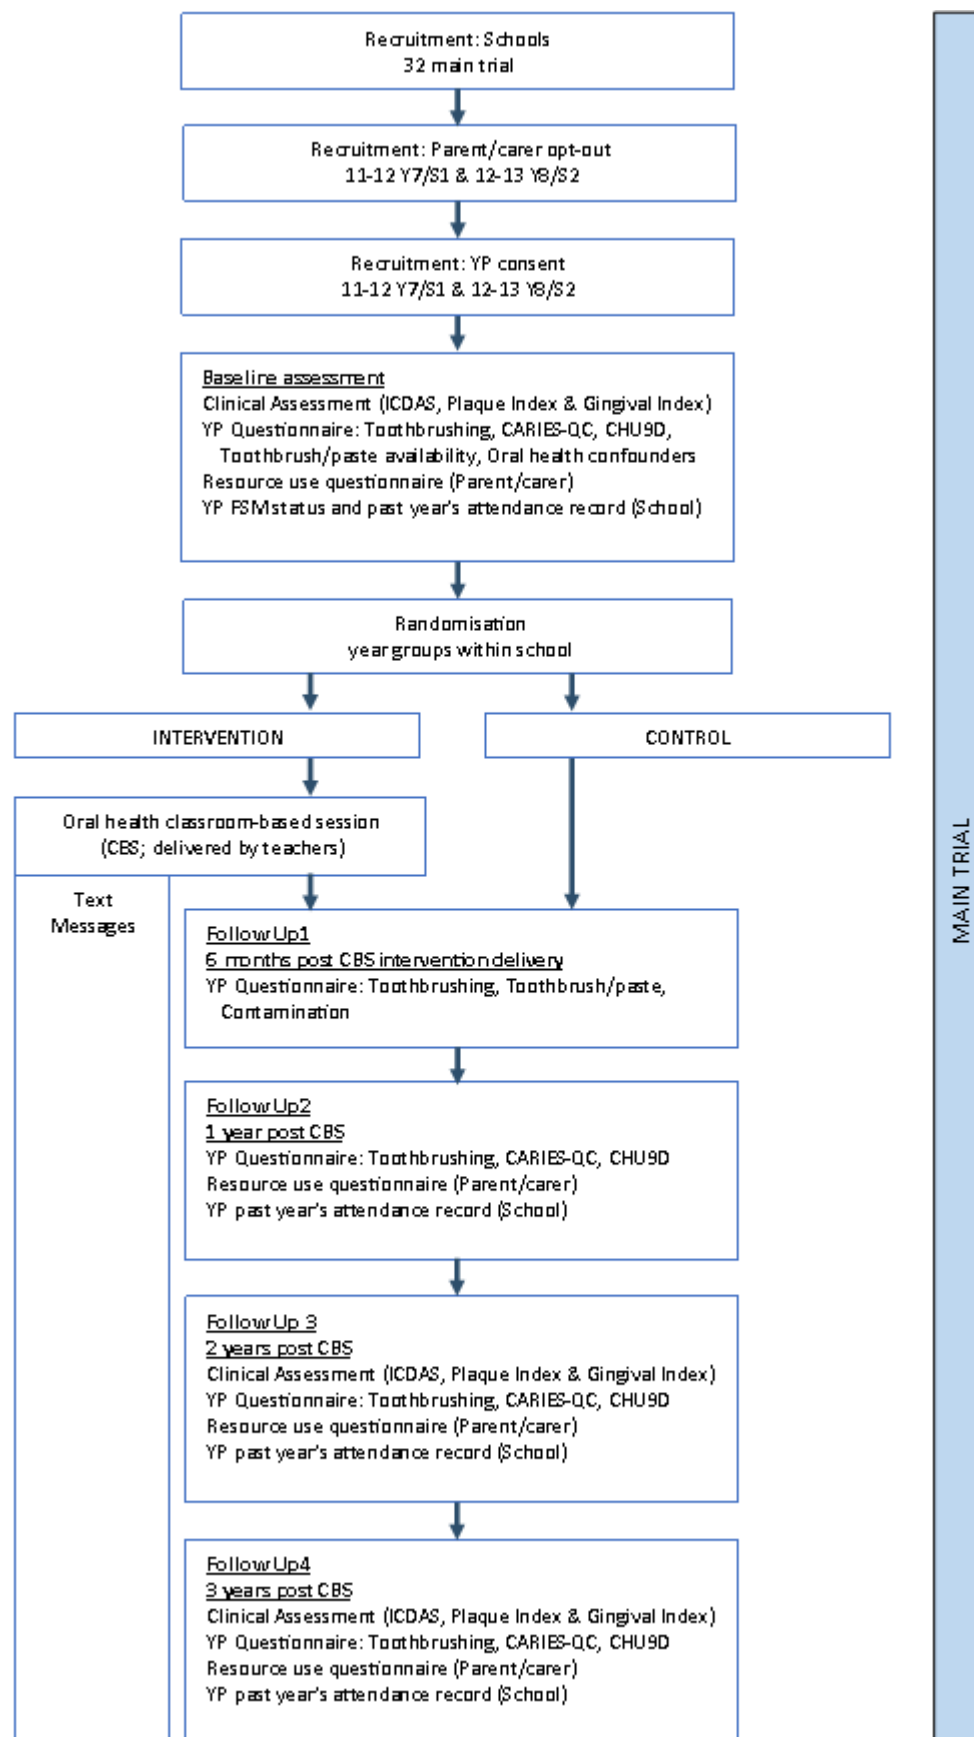 Recruitment: Schools
32 main trial
Recruitment: Parent/carer opt-out
11-12 Y7/S1 & 12-13 Y8/S2
Recruitment: YP consent
11-12 Y7/S1 & 12-13 Y8/S2
Baseline assessment
Clinical Assessment (ICDAS, Plaque Index & Gingival Index)
YP Questionnaire: Toothbrushing, CARIES-QC, CHU9D,
Toothbrush/paste availability, Oral health confounders
Resource use questionnaire (Parent/carer)
YP FSM status and past year's attendance record (School)
Randomisation
year groups within school
INTERVENTION
CONTROL
Oral health classroom-based session
(CBS; delivered by teachers)
Text
Messages
Follow Up1
6 months post CBS intervention delivery
YP Questionnaire: Toothbrushing, Toothbrush/paste,
Contamination
Follow Up2
1 year post CBS
YP Questionnaire: Toothbrushing, CARIES-QC, CHU9D
Resource use questionnaire (Parent/carer)
YP past year's attendance record (School)
Follow Up 3
2 years post CBS
Clinical Assessment (ICDAS, Plaque Index & Gingival Index)
YP Questionnaire: Toothbrushing, CARIES-QC, CHU9D
Resource use questionnaire (Parent/carer)
YP past year's attendance record (School)
Follow Up4
3 years post CBS
Clinical Assessment (ICDAS, Plaque Index & Gingival Index)
YP Questionnaire: Toothbrushing, CARIES-QC, CHU9D
Resource use questionnaire (Parent/carer)
YP past year's attendance record (School)
MAIN TRIAL